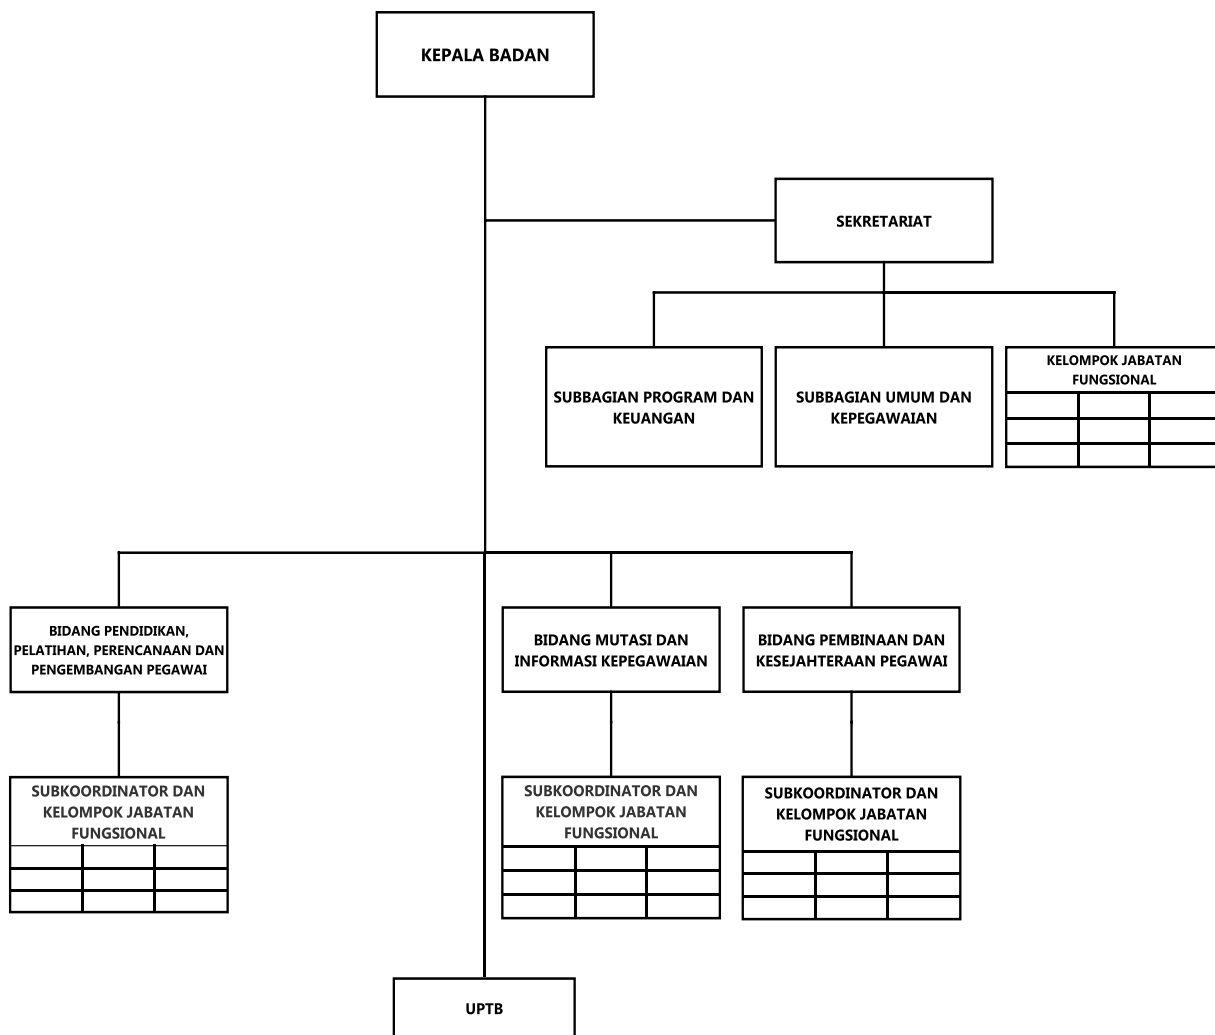 KEPALA BADAN
SEKRETARIAT
SUBBAGIAN PROGRAM DAN
KEUANGAN
SUBBAGIAN UMUM DAN
KEPEGAWAIAN
KELOMPOK JABATAN
FUNGSIONAL
BIDANG PENDIDIKAN,
PELATIHAN, PERENCANAAN DAN
PENGEMBANGAN PEGAWAI
BIDANG MUTASI DAN
INFORMASI KEPEGAWAIAN
BIDANG PEMBINAAN DAN
KESEJAHTERAAN PEGAWAI
SUBKOORDINATOR DAN
KELOMPOK JABATAN
FUNGSIONAL
SUBKOORDINATOR DAN
KELOMPOK JABATAN
FUNGSIONAL
SUBKOORDINATOR DAN
KELOMPOK JABATAN
FUNGSIONAL
UPTB